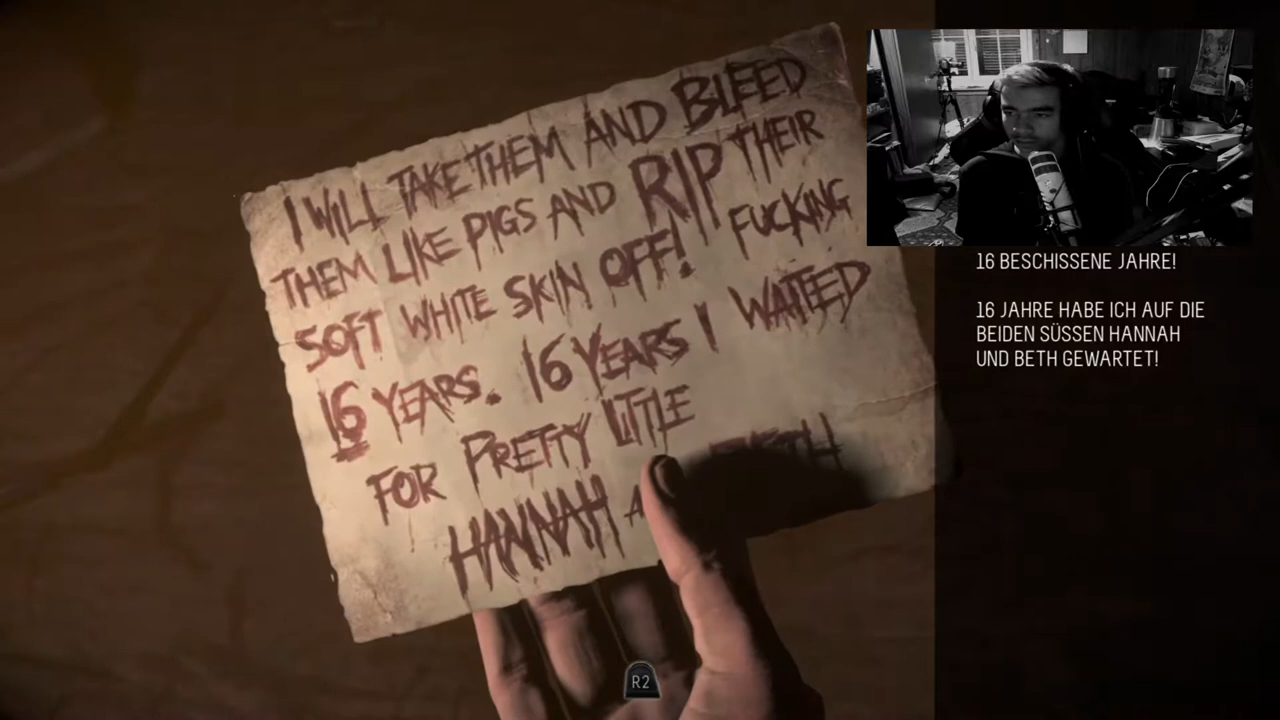 I WILL TAKE THEM AND BLEED
THEM LIKE PIGS AND RIP THEIR
SOFT WHITE SKIN OFF! FUCKING
16 YEARS. 16 YEARS I WAITED
FOR PRETTY LITTLE
HANNAH
16 BESCHISSENE JAHRE!
16 JAHRE HABE ICH AUF DIE
BEIDEN SÜSSEN HANNAH
UND BETH GEWARTET!
R2